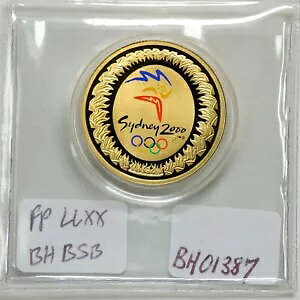 Sydney 2000
PP LLXX
BH BSB
BH01387